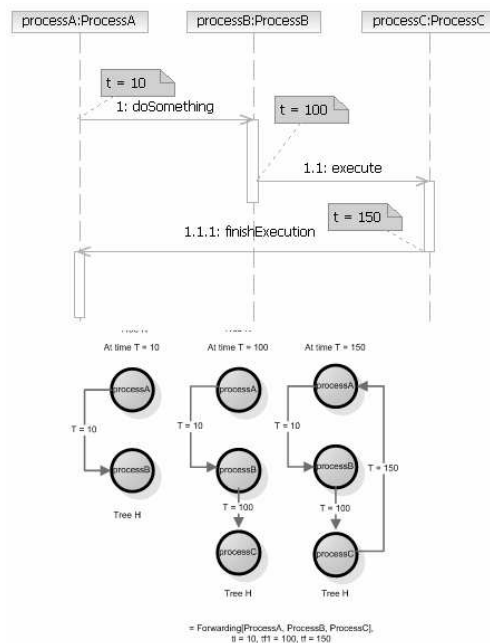 processA:ProcessA processB:ProcessB processC:ProcessC
t = 10
1: doSomething
t = 100
1.1: execute
t = 150
1.1.1: finishExecution
At time T = 10 At time T = 100 At time T = 150
processA processA processA
T = 10 T = 10 T = 10 T = 150
processB processB processB
T = 100 T = 100
Tree H
processC processC
Tree H Tree H
= Forwarding[ProcessA, ProcessB, ProcessC],
ti = 10, tf1 = 100, tf = 150